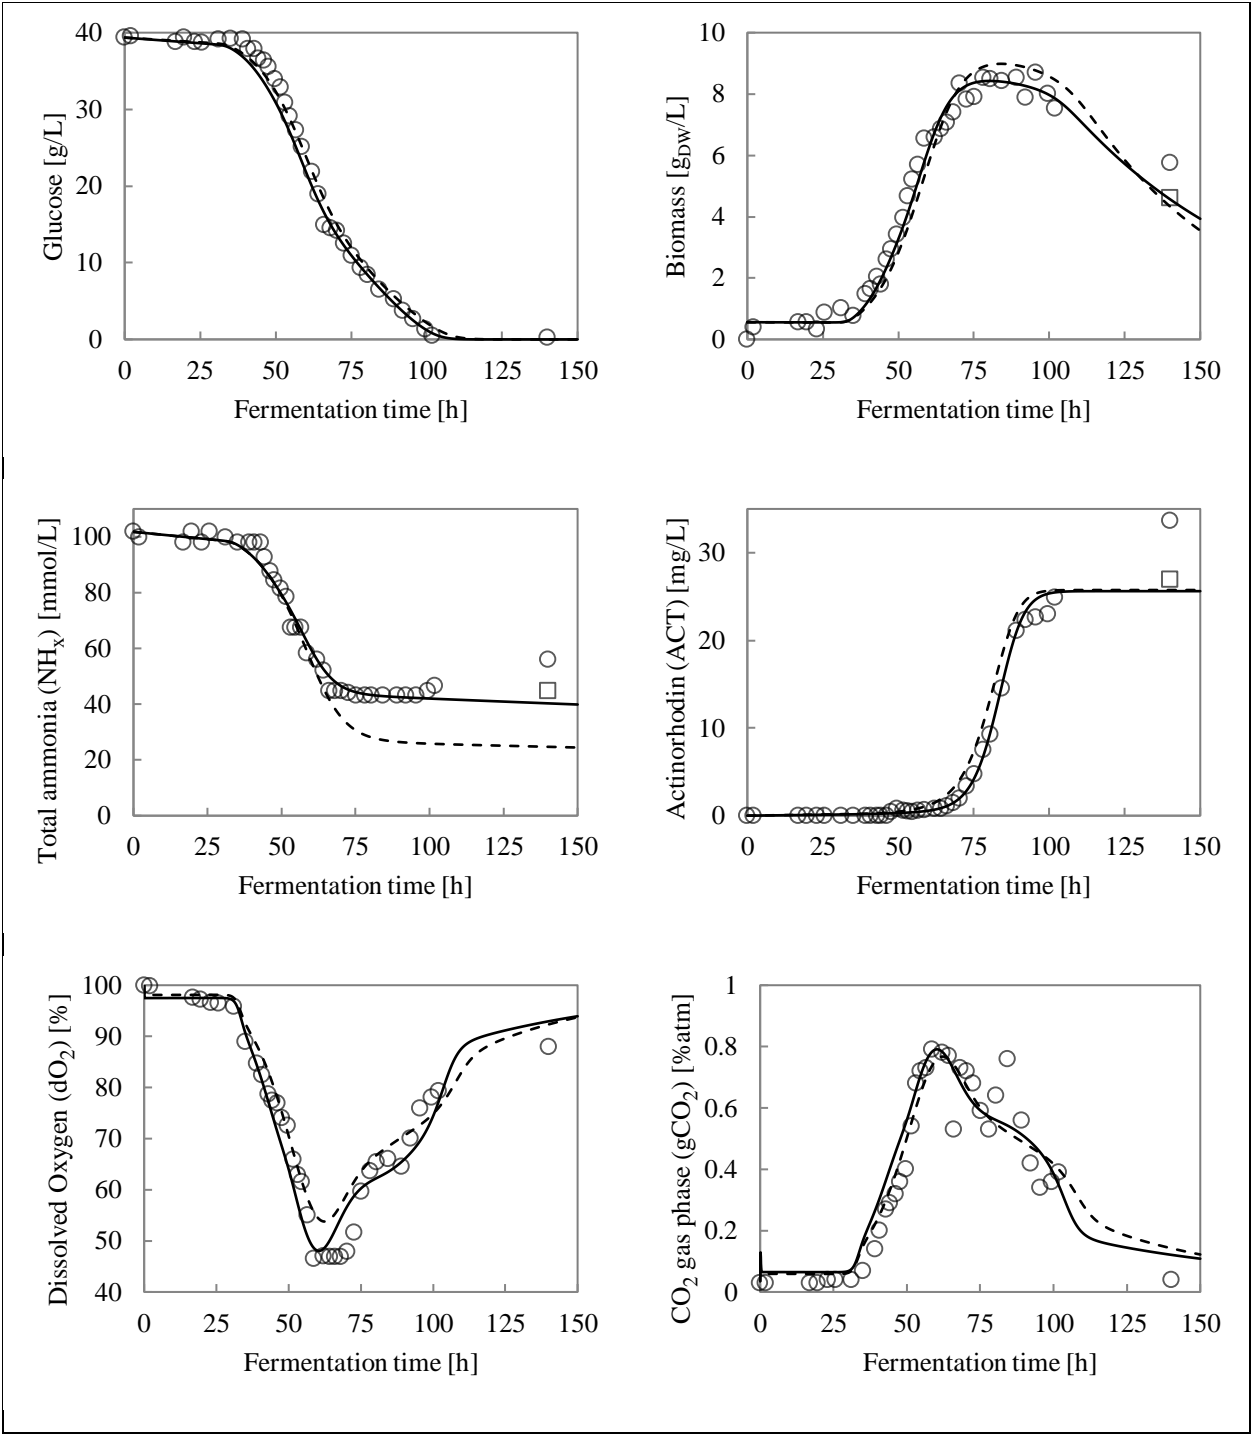 Glucose [g/L]
40
30
20
10
0
0 25 50 75 100 125 150
Fermentation time [h]
Biomass [gDW/L]
10
8
6
4
2
0
0 25 50 75 100 125 150
Fermentation time [h]
Total ammonia (NHx) [mmol/L]
100
80
60
40
20
0
0 25 50 75 100 125 150
Fermentation time [h]
Actinorhodin (ACT) [mg/L]
30
20
10
0
0 25 50 75 100 125 150
Fermentation time [h]
Dissolved Oxygen (dO2) [%]
100
90
80
70
60
50
40
0 25 50 75 100 125 150
Fermentation time [h]
CO2 gas phase (gCO2) [%atm]
1
0.8
0.6
0.4
0.2
0
0 25 50 75 100 125 150
Fermentation time [h]